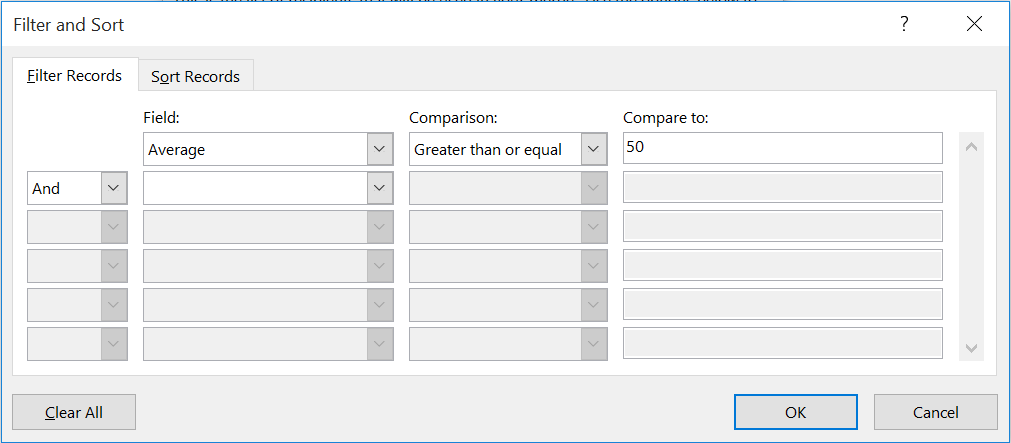 Filter and Sort
?
Filter Records
Sort Records
Field:
Comparison:
Compare to:
Average
Greater than or equal
50
And
Clear All
OK
Cancel